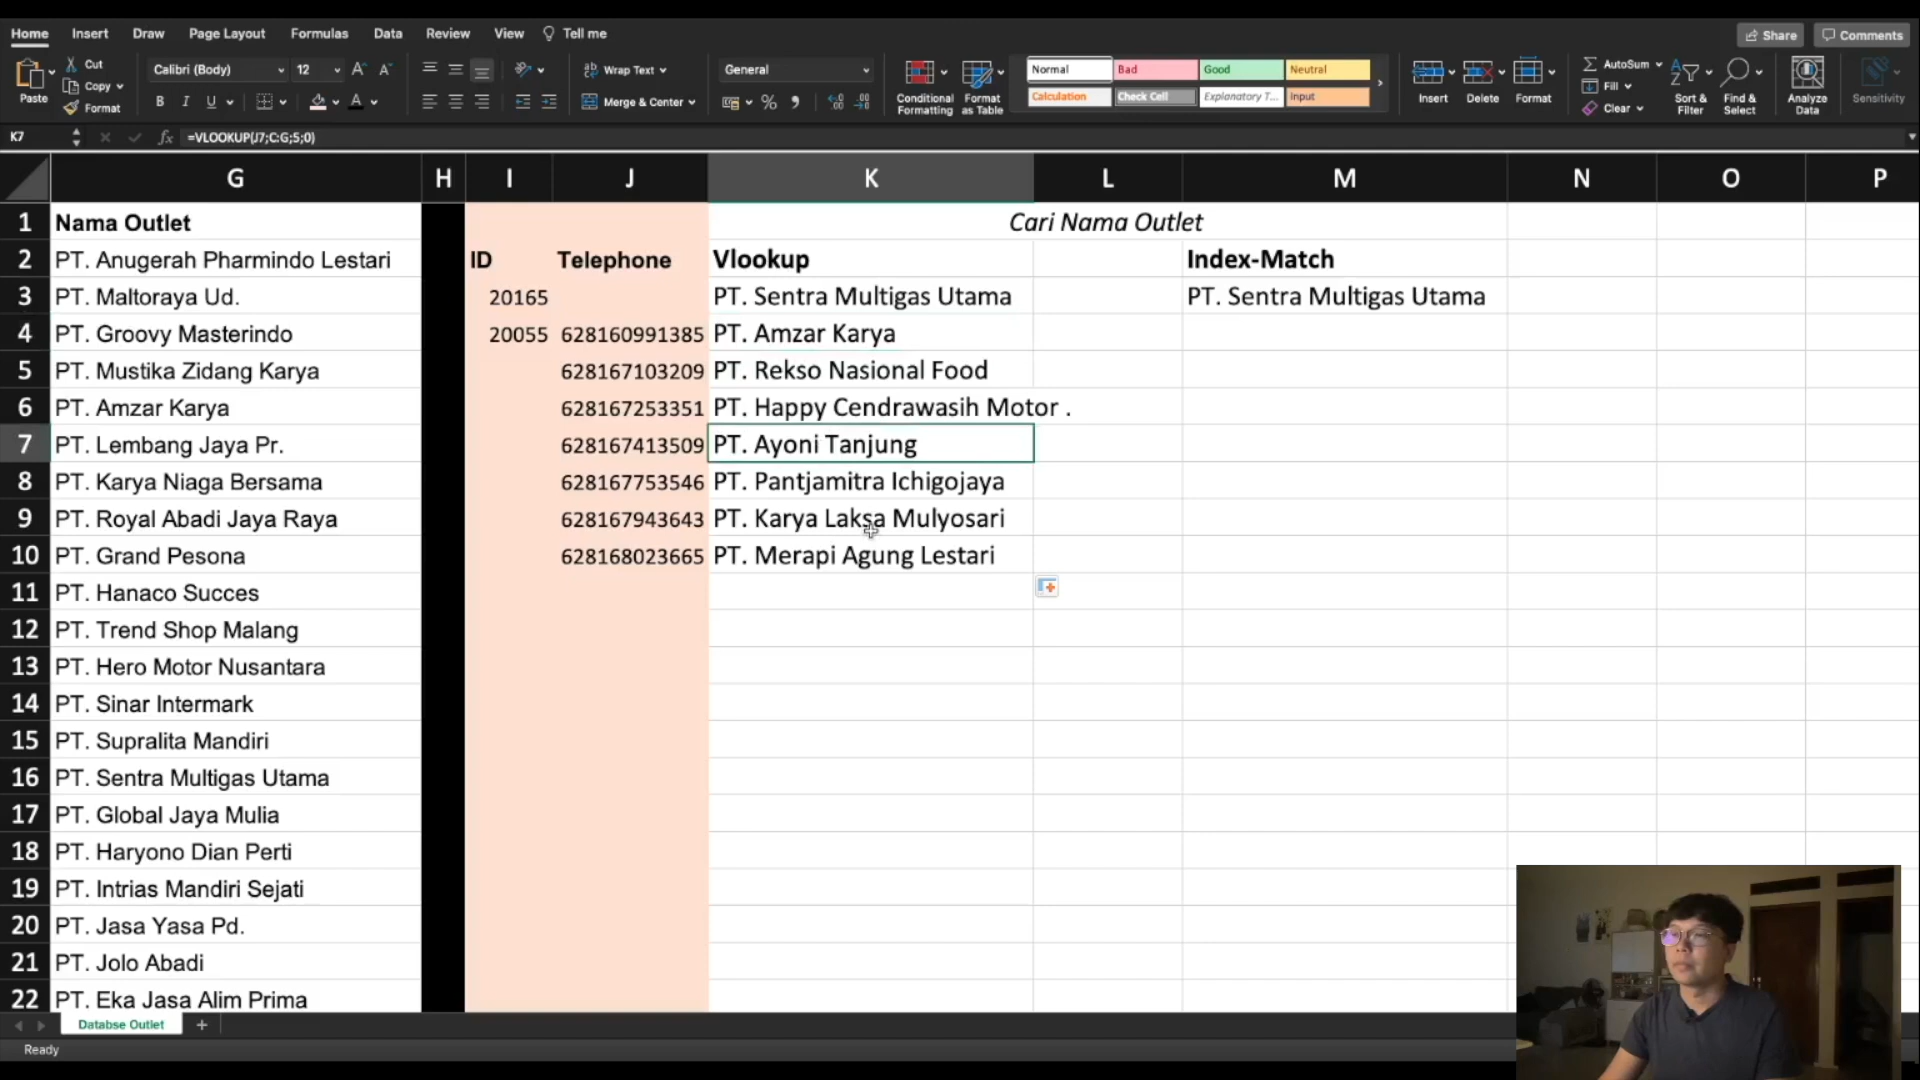 Home Insert Draw Page Layout Formulas Data Review View Tell me Share Comments
Paste Cut Copy Format
Calibri (Body) 12
B I U
Wrap Text
Merge & Center
General
Conditional Formatting
Format as Table
Normal Bad Good Neutral
Calculation Check Cell Explanatory T... Input
Insert Delete Format
AutoSum
Fill
Clear
Sort & Filter
Find & Select
Analyze Data
Sensitivity
K7 fx =VLOOKUP(J7;C:G;5;0)
G H I J K L M N O P
1 Nama Outlet Cari Nama Outlet
2 PT. Anugerah Pharmindo Lestari ID Telephone Vlookup Index-Match
3 PT. Maltoraya Ud. 20165 PT. Sentra Multigas Utama PT. Sentra Multigas Utama
4 PT. Groovy Masterindo 20055 628160991385 PT. Amzar Karya
5 PT. Mustika Zidang Karya 628167103209 PT. Rekso Nasional Food
6 PT. Amzar Karya 628167253351 PT. Happy Cendrawasih Motor .
7 PT. Lembang Jaya Pr. 628167413509 PT. Ayoni Tanjung
8 PT. Karya Niaga Bersama 628167753546 PT. Pantjamitra Ichigojaya
9 PT. Royal Abadi Jaya Raya 628167943643 PT. Karya Laksa Mulyosari
10 PT. Grand Pesona 628168023665 PT. Merapi Agung Lestari
11 PT. Hanaco Succes
12 PT. Trend Shop Malang
13 PT. Hero Motor Nusantara
14 PT. Sinar Intermark
15 PT. Supralita Mandiri
16 PT. Sentra Multigas Utama
17 PT. Global Jaya Mulia
18 PT. Haryono Dian Perti
19 PT. Intrias Mandiri Sejati
20 PT. Jasa Yasa Pd.
21 PT. Jolo Abadi
22 PT. Eka Jasa Alim Prima
Databse Outlet
Ready